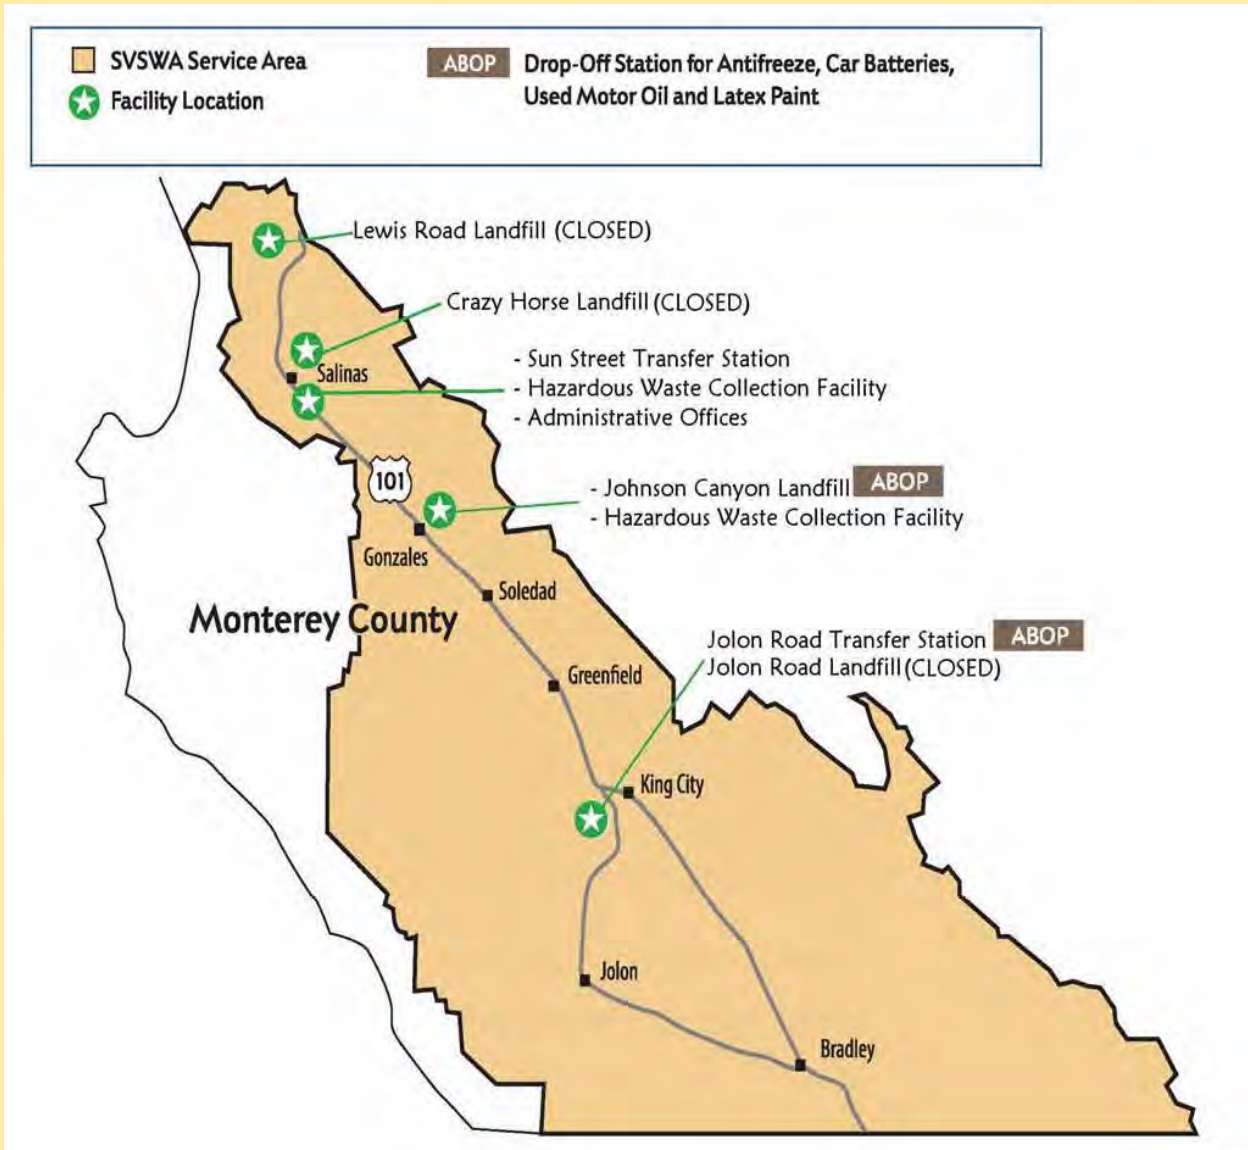 SVSWA Service Area
Facility Location
ABOP
Drop-Off Station for Antifreeze, Car Batteries,
Used Motor Oil and Latex Paint
Lewis Road Landfill (CLOSED)
Crazy Horse Landfill (CLOSED)
- Sun Street Transfer Station
Salinas
- Hazardous Waste Collection Facility
- Administrative Offices
101
- Johnson Canyon Landfill ABOP
- Hazardous Waste Collection Facility
Gonzales
Soledad
Monterey County
Jolon Road Transfer Station ABOP
Jolon Road Landfill (CLOSED)
Greenfield
King City
Jolon
Bradley